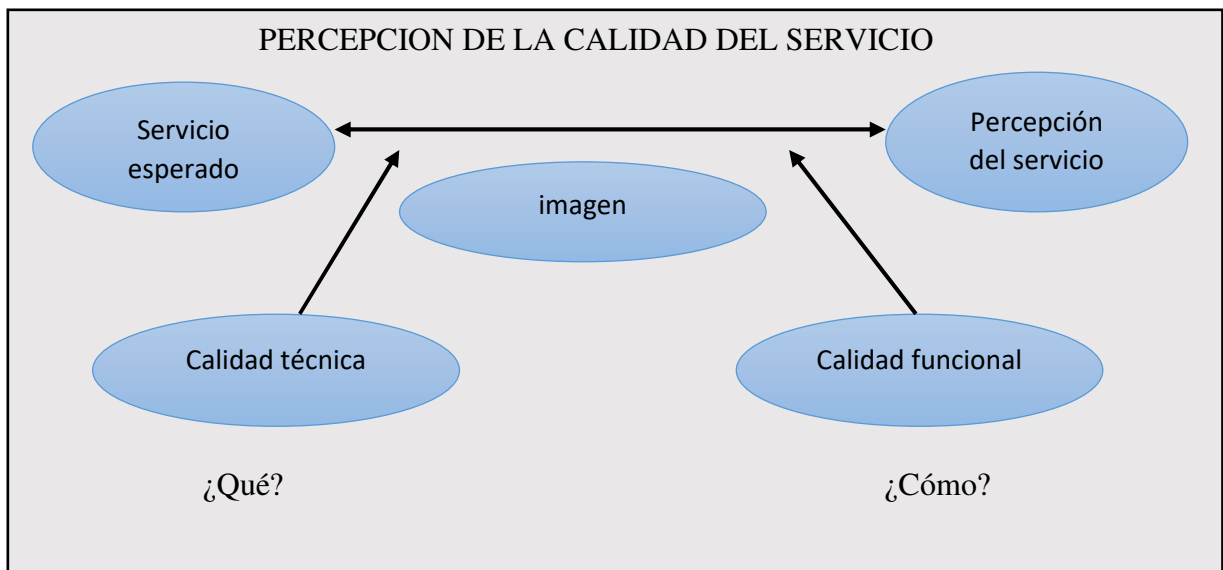 PERCEPCION DE LA CALIDAD DEL SERVICIO
Servicio
esperado
Percepción
del servicio
imagen
Calidad técnica
Calidad funcional
¿Qué?
¿Cómo?